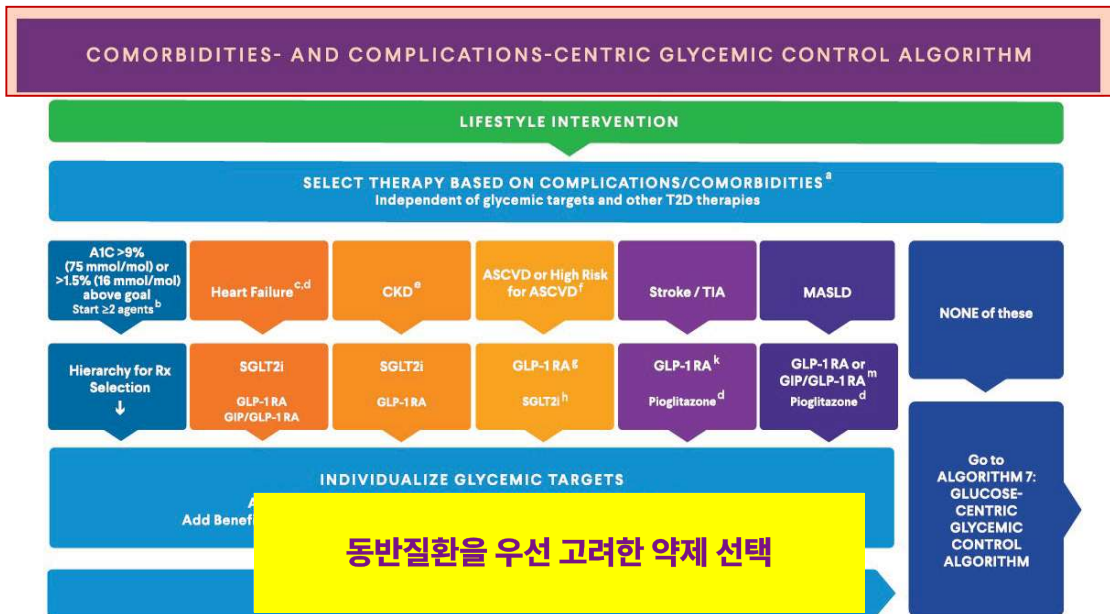 COMORBIDITIES- AND COMPLICATIONS-CENTRIC GLYCEMIC CONTROL ALGORITHM
LIFESTYLE INTERVENTION
SELECT THERAPY BASED ON COMPLICATIONS/COMORBIDITIES a
Independent of glycemic targets and other T2D therapies
A1C >9%
(75 mmol/mol) or
>1.5% (16 mmol/mol)
above goal
Start ≥2 agents b
Heart Failure c,d
CKD e
ASCVD or High Risk
for ASCVD f
Stroke / TIA
MASLD
NONE of these
Hierarchy for Rx
Selection
↓
SGLT2i
GLP-1 RA
GIP/GLP-1 RA
SGLT2i
GLP-1 RA
GLP-1 RA g
SGLT2i h
GLP-1 RA k
Pioglitazone d
GLP-1 RA or
GIP/GLP-1 RA m
Pioglitazone d
Go to
ALGORITHM 7:
GLUCOSE-
CENTRIC
GLYCEMIC
CONTROL
ALGORITHM
INDIVIDUALIZE GLYCEMIC TARGETS
Add
동반질환을 우선 고려한 약제 선택